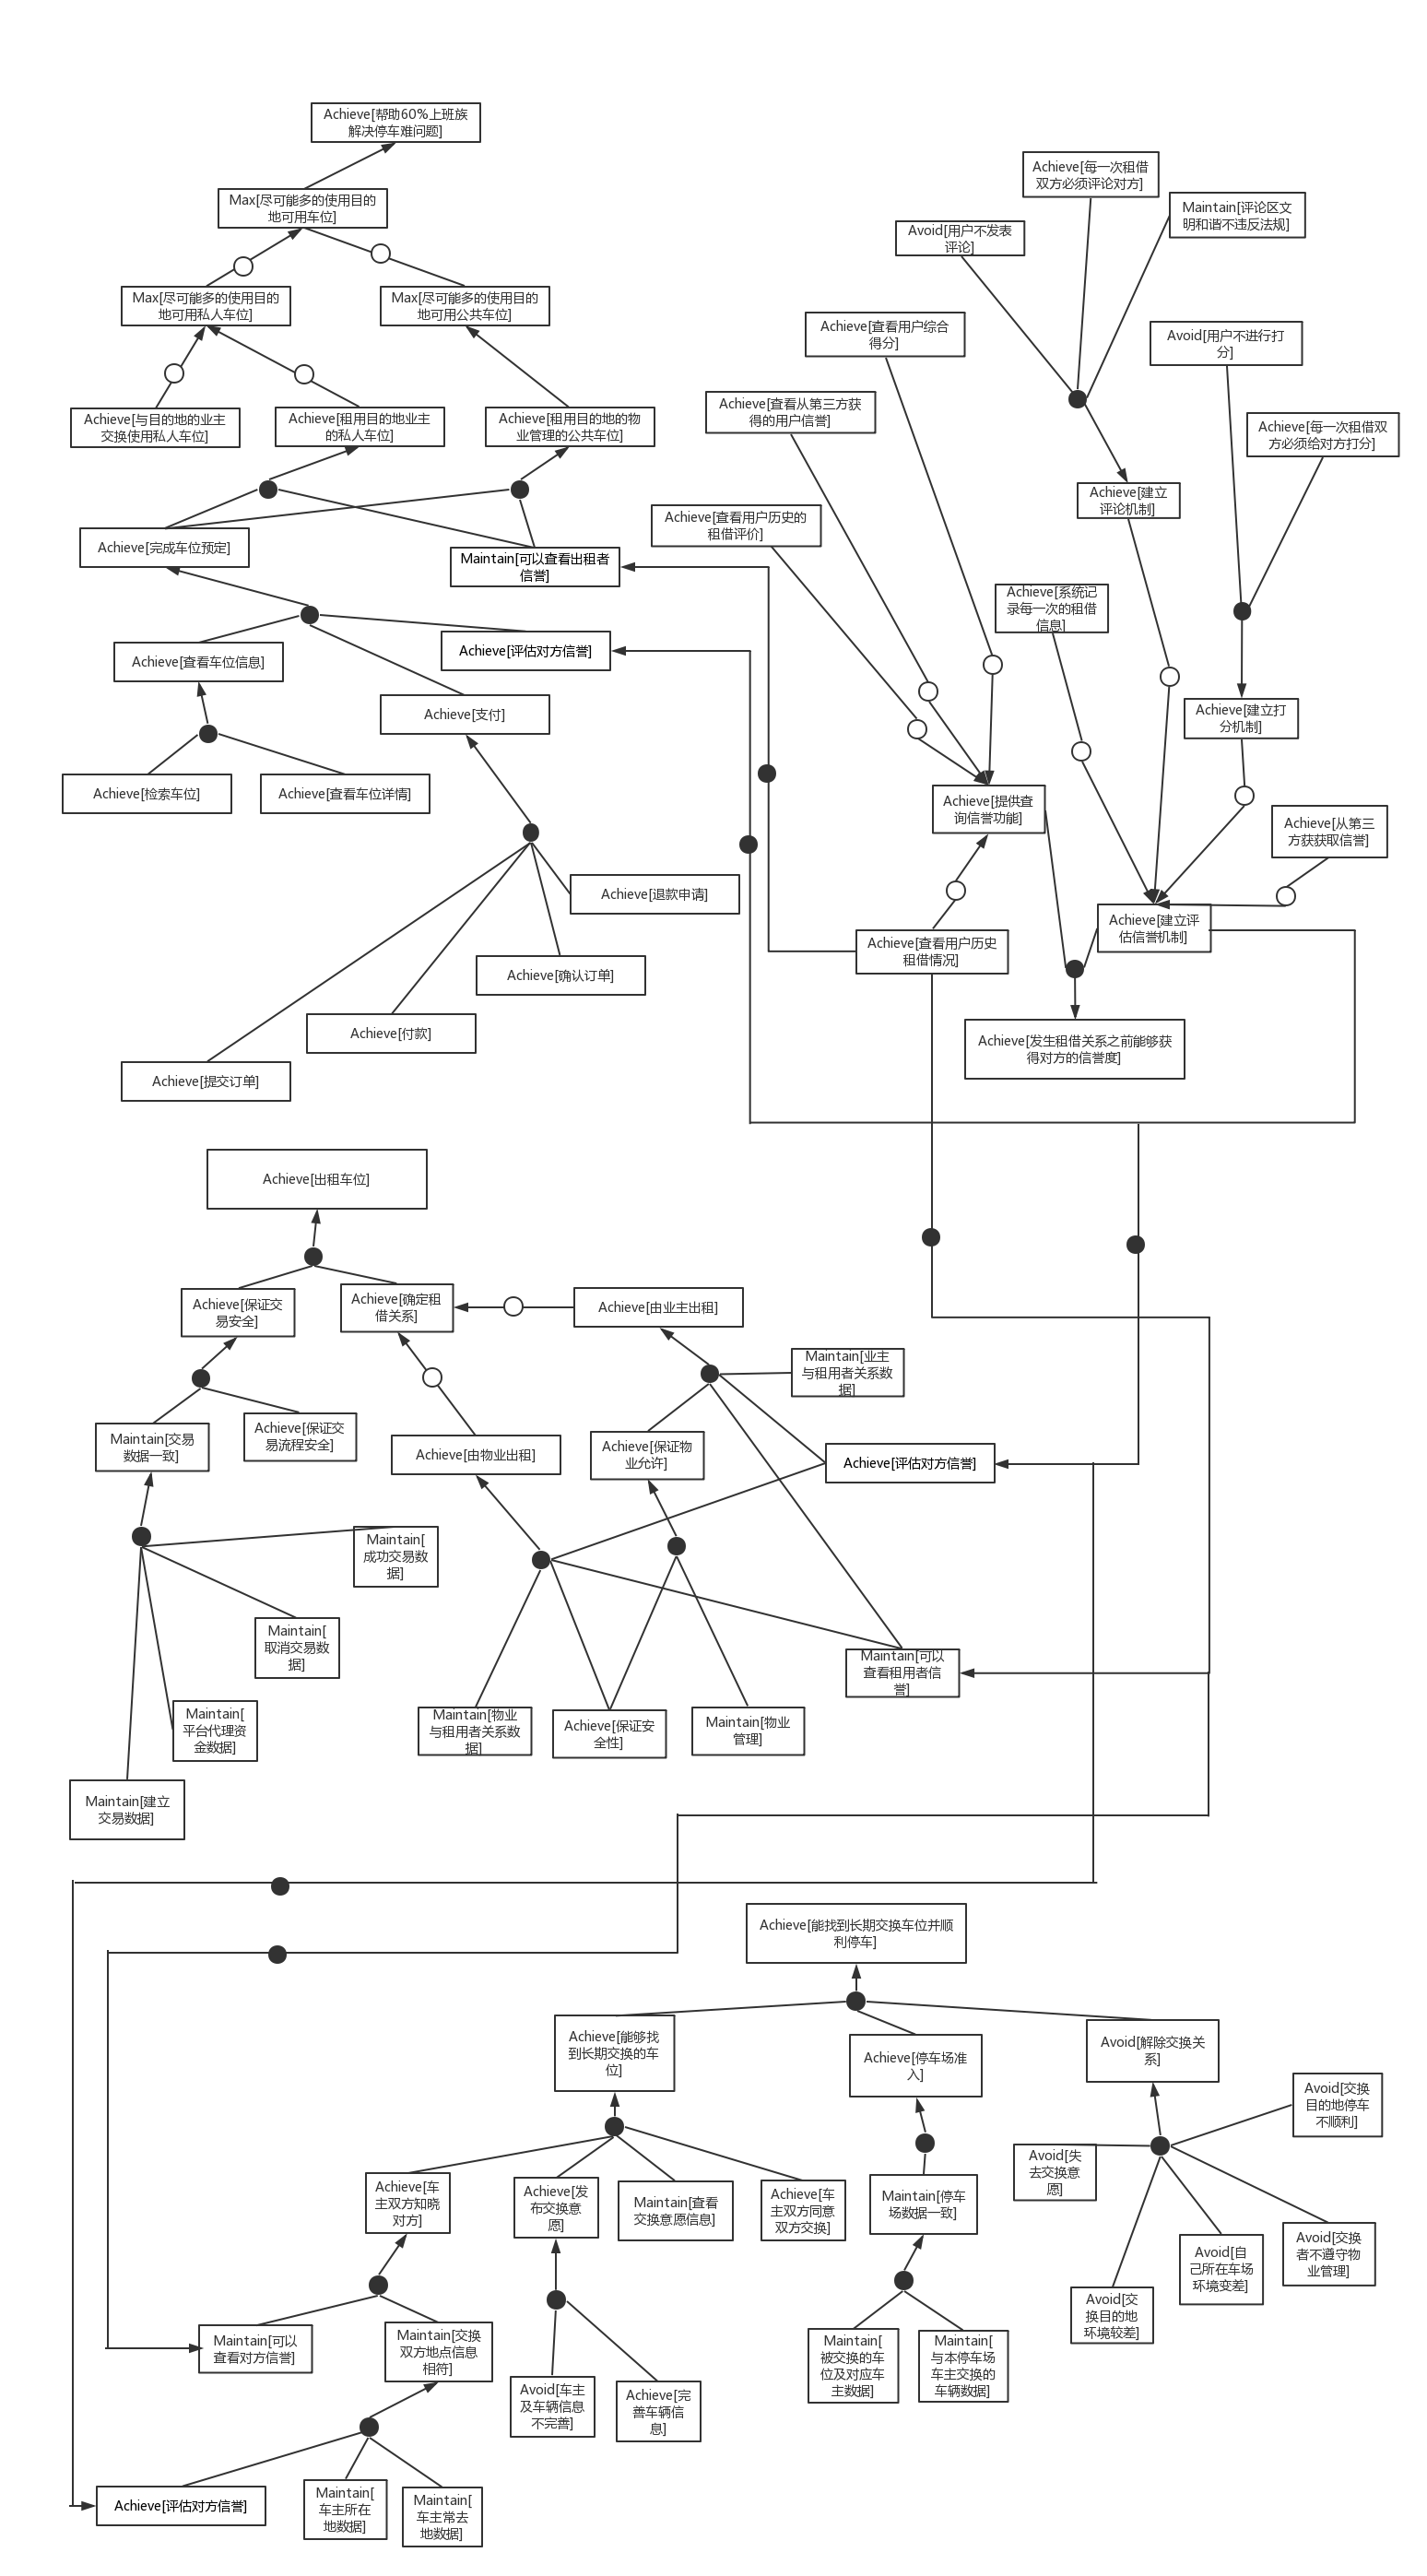 Achieve[帮助60%上班族
解决停车难问题]
Max[尽可能多的使用目的
地可用车位]
Max[尽可能多的使用目的
地可用私人车位]
Max[尽可能多的使用目的
地可用公共车位]
Achieve[与目的地的业主
交换使用私人车位]
Achieve[租用目的地业主
的私人车位]
Achieve[租用目的地的物
业管理的公共车位]
Achieve[完成车位预定]
Maintain[可以查看出租者
信誉]
Achieve[查看车位信息]
Achieve[评估对方信誉]
Achieve[支付]
Achieve[检索车位]
Achieve[查看车位详情]
Achieve[退款申请]
Achieve[确认订单]
Achieve[付款]
Achieve[提交订单]
Achieve[每一次租借
双方必须评论对方]
Maintain[评论区文
明和谐不违反法规]
Avoid[用户不发表
评论]
Achieve[查看用户综合
得分]
Avoid[用户不进行打
分]
Achieve[查看从第三方获
得的用户信誉]
Achieve[每一次租借双
方必须给对方打分]
Achieve[建立
评论机制]
Achieve[查看用户历史的
租借评价]
Achieve[系统记
录每一次的租借
信息]
Achieve[建立打
分机制]
Achieve[提供查
询信誉功能]
Achieve[从第三
方获获取信誉]
Achieve[查看用户历史
租借情况]
Achieve[建立评
估信誉机制]
Achieve[发生租借关系之前能够获
得对方的信誉度]
Achieve[出租车位]
Achieve[保证交
易安全]
Achieve[确定租
借关系]
Achieve[由业主出租]
Maintain[业主
与租用者关系数
据]
Maintain[交易
数据一致]
Achieve[保证交
易流程安全]
Achieve[由物业出租]
Achieve[保证物
业允许]
Achieve[评估对方信誉]
Maintain[
成功交易数
据]
Maintain[
取消交易数
据]
Maintain[可以
查看租用者信
誉]
Maintain[
平台代理资
金数据]
Maintain[物业
与租用者关系数
据]
Achieve[保证安
全性]
Maintain[物业
管理]
Maintain[建立
交易数据]
Achieve[能找到长期交换车位并顺
利停车]
Achieve[能够找
到长期交换的车
位]
Achieve[停车场准
入]
Avoid[解除交换关
系]
Avoid[交换
目的地停车
不顺利]
Avoid[失
去交换意
愿]
Achieve[车
主双方知晓
对方]
Achieve[发
布交换意
愿]
Maintain[查看
交换意愿信息]
Achieve[车
主双方同意
双方交换]
Maintain[停车
场数据一致]
Avoid[自
己所在车场
环境变差]
Avoid[交换
者不遵守物
业管理]
Avoid[交
换目的地
环境较差]
Maintain[可以
查看对方信誉]
Maintain[交换
双方地点信息
相符]
Avoid[车主
及车辆信息
不完善]
Achieve[完
善车辆信
息]
Maintain[
被交换的车
位及对应车
主数据]
Maintain[
与本停车场
车主交换的
车辆数据]
Achieve[评估对方信誉]
Maintain[
车主所在
地数据]
Maintain[
车主常去
地数据]